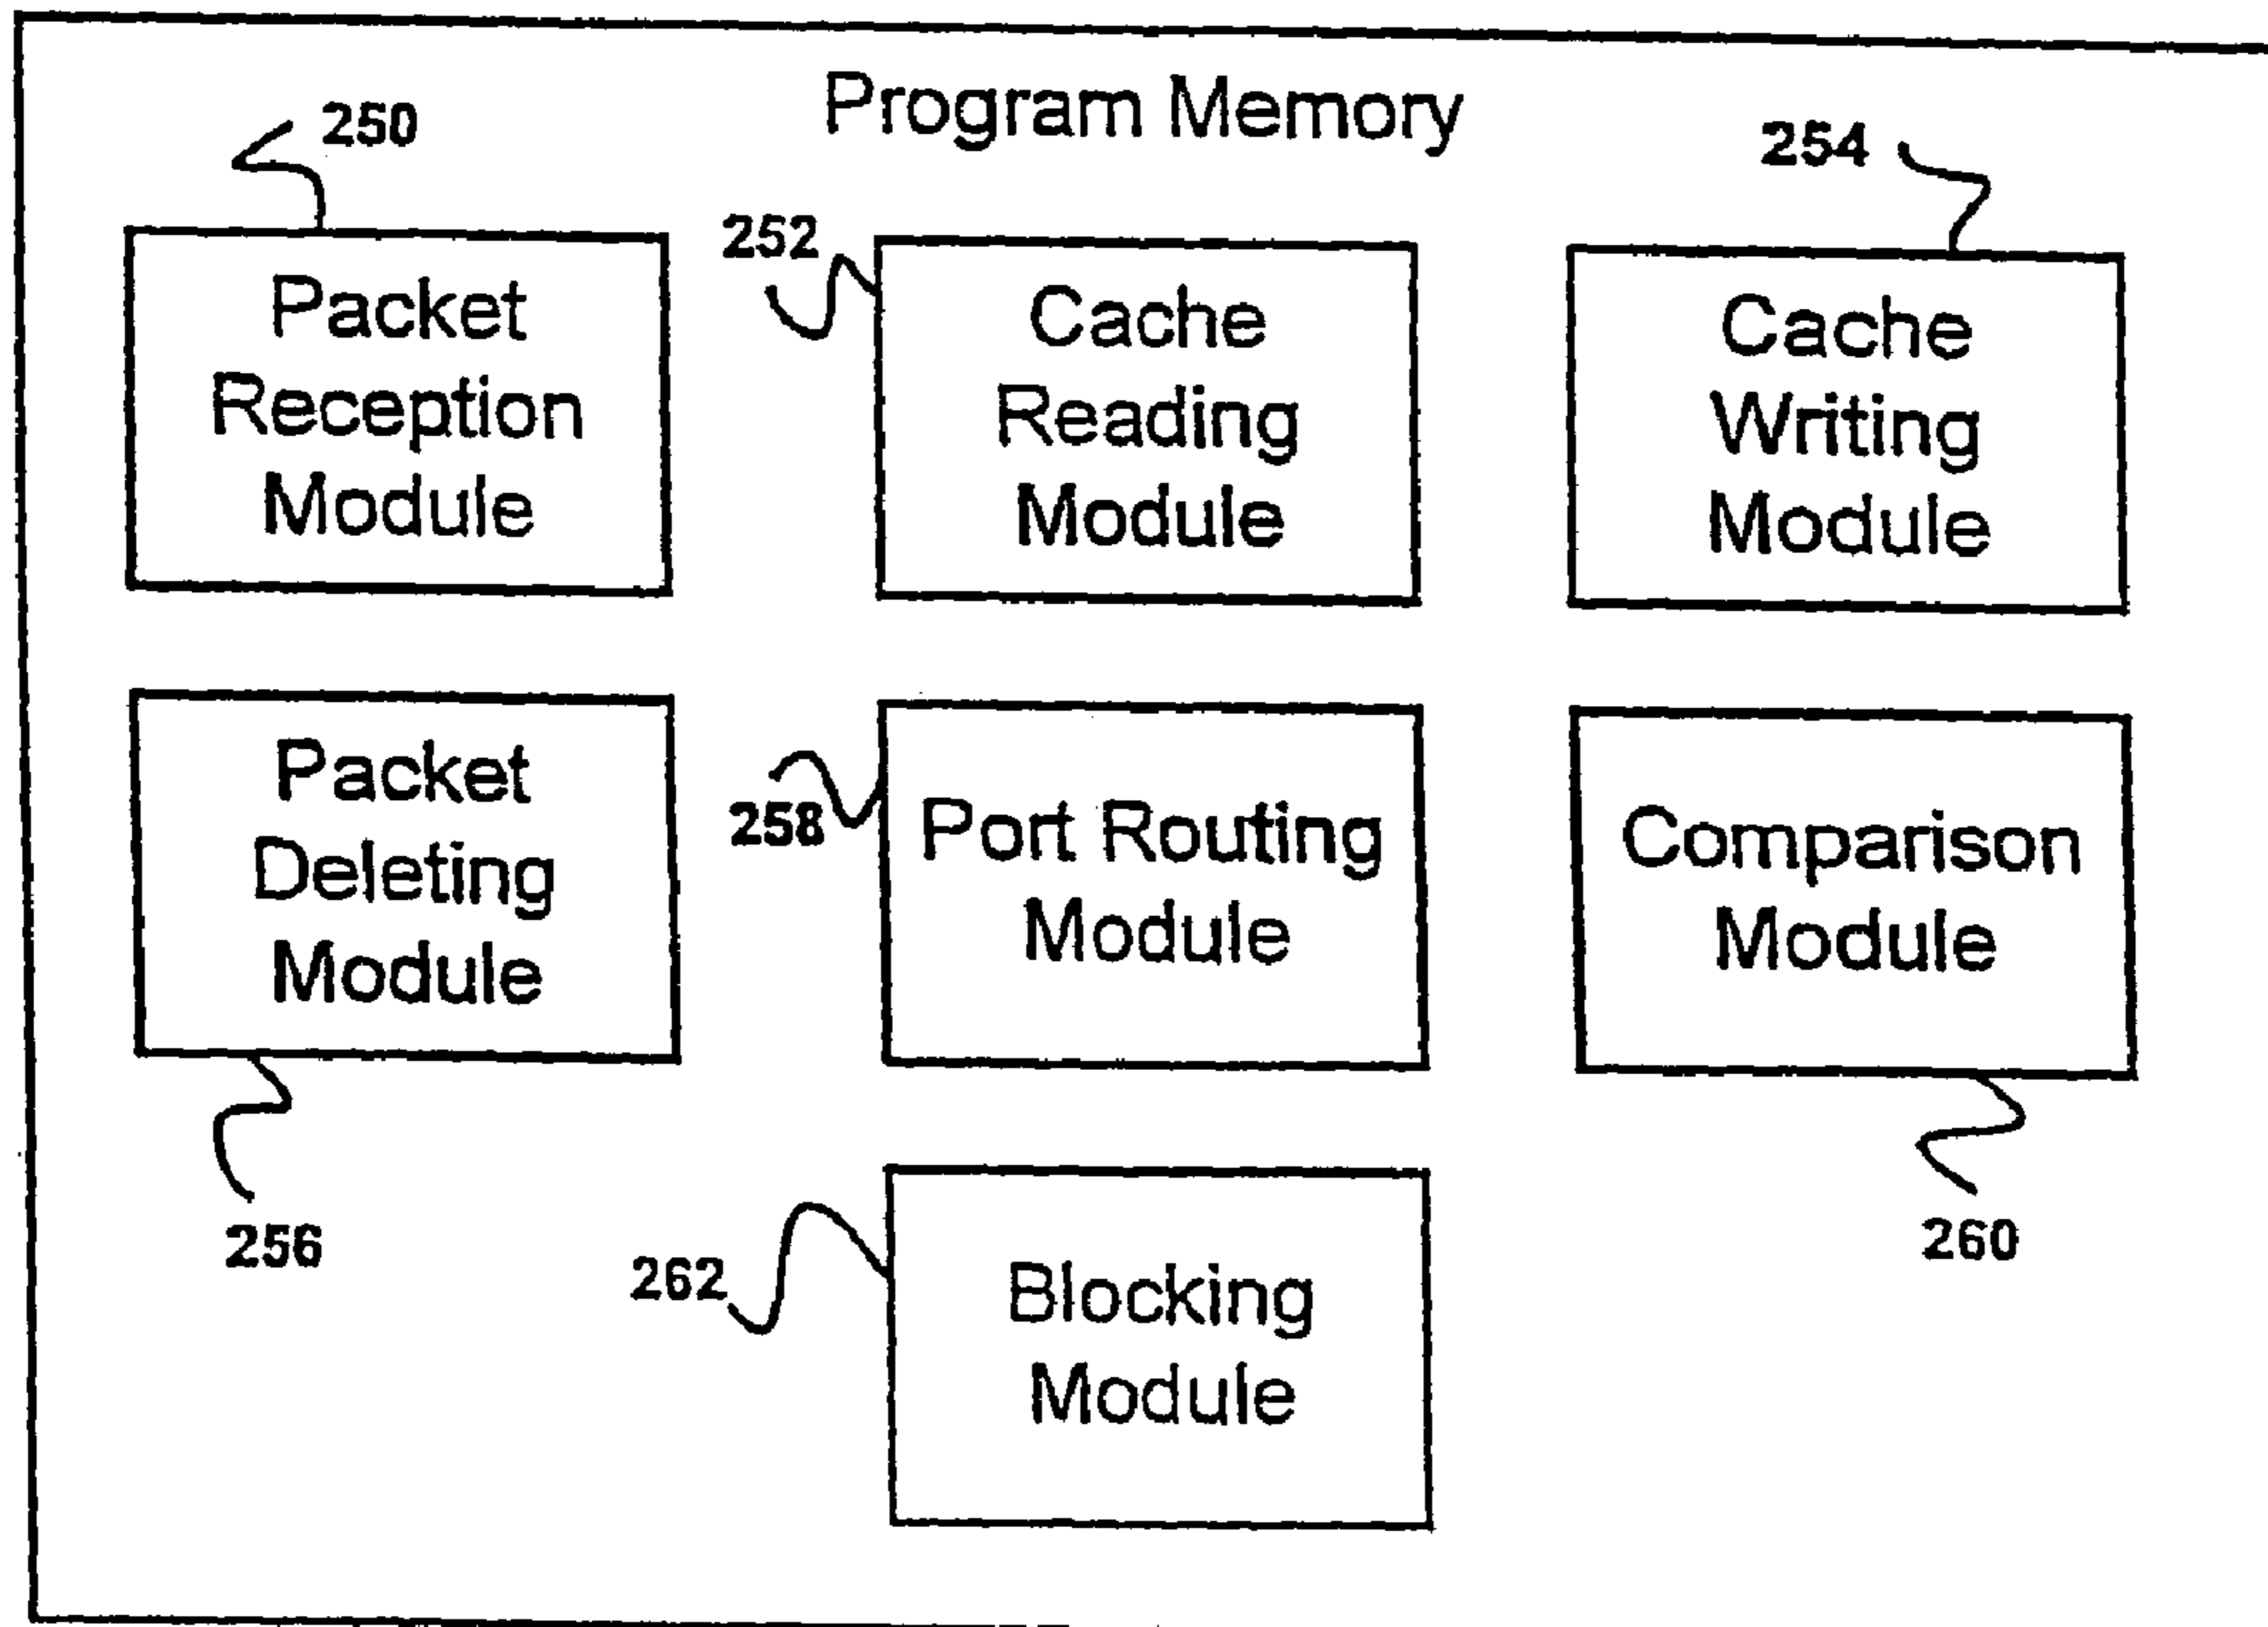 Program Memory
250
Packet
Reception
Module
252
Cache
Reading
Module
254
Cache
Writing
Module
Packet
Deleting
Module
256
258
Port Routing
Module
Comparison
Module
260
262
Blocking
Module